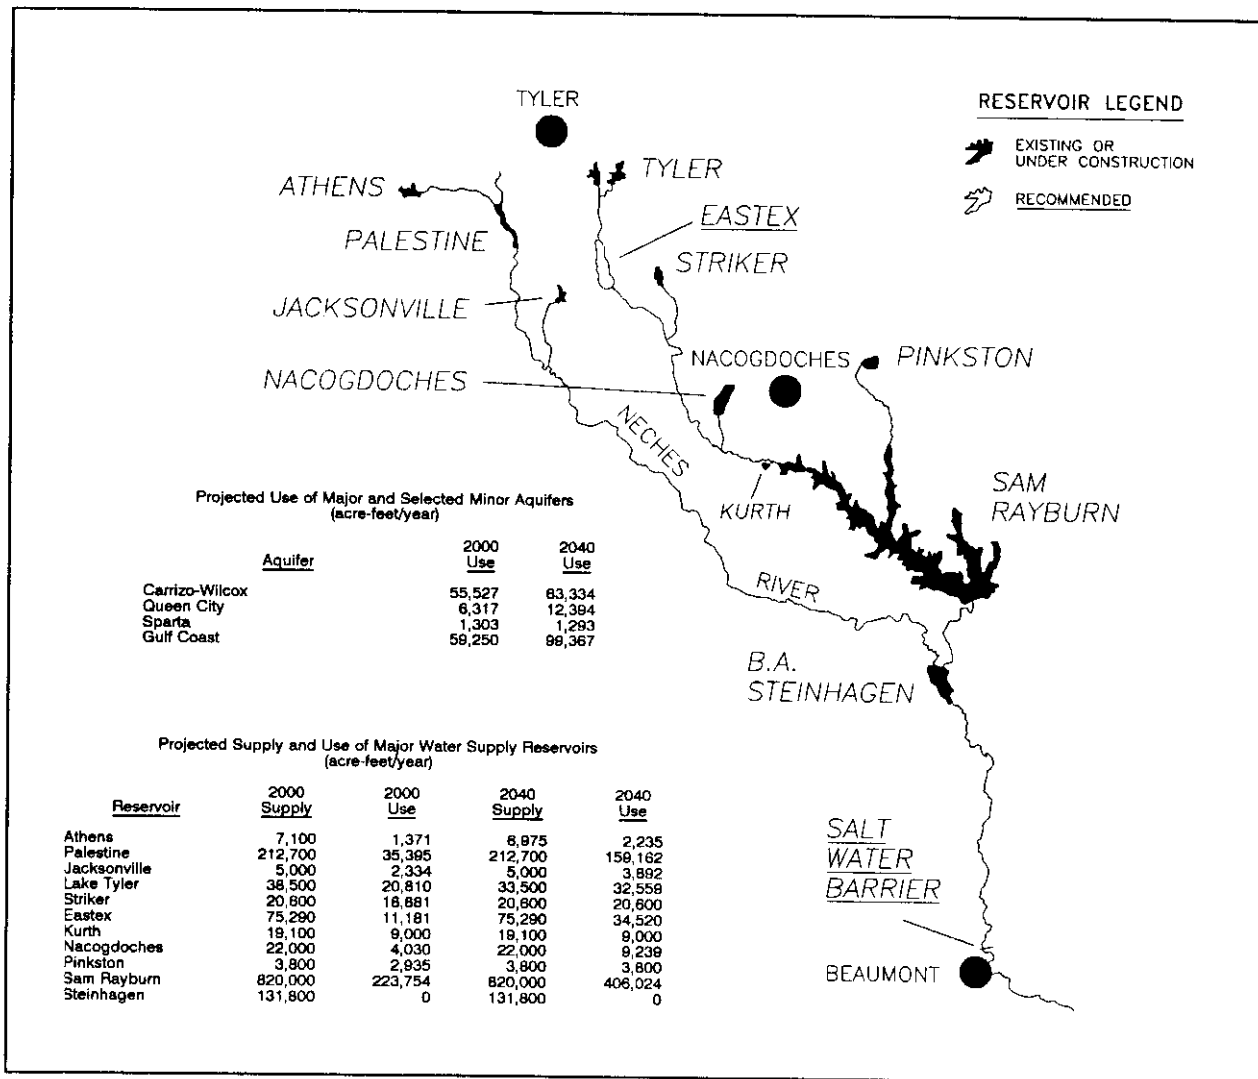 TYLER
RESERVOIR LEGEND
EXISTING OR
UNDER CONSTRUCTION
RECOMMENDED
ATHENS
TYLER
EASTEX
PALESTINE
STRIKER
JACKSONVILLE
NACOGDOCHES
PINKSTON
NACOGDOCHES
NECHES
KURTH
SAM
RAYBURN
RIVER
B.A.
STEINHAGEN
Projected Use of Major and Selected Minor Aquifers
(acre-feet/year)
2000 2040
Aquifer Use Use
Carrizo-Wilcox 55,527 63,334
Queen City 6,317 12,394
Sparta 1,303 1,293
Gulf Coast 59,250 99,367
Projected Supply and Use of Major Water Supply Reservoirs
(acre-feet/year)
2000 2000 2040 2040
Reservoir Supply Use Supply Use
Athens 7,100 1,371 6,975 2,235
Palestine 212,700 35,395 212,700 159,162
Jacksonville 5,000 2,334 5,000 3,892
Lake Tyler 38,500 20,810 33,500 32,559
Striker 20,600 16,681 20,600 20,600
Eastex 75,290 11,181 75,290 34,520
Kurth 19,100 9,000 19,100 9,000
Nacogdoches 22,000 4,030 22,000 9,239
Pinkston 3,800 2,935 3,800 3,800
Sam Rayburn 820,000 223,754 820,000 406,024
Steinhagen 131,800 0 131,800 0
SALT
WATER
BARRIER
BEAUMONT